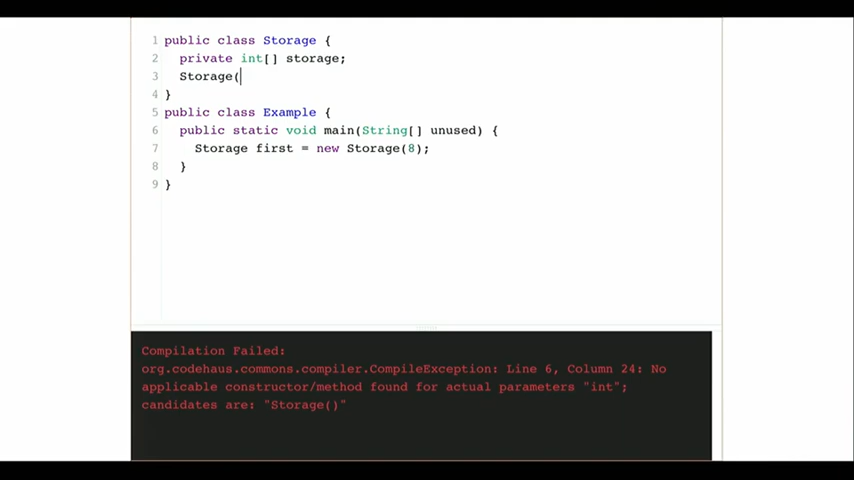 1 public class Storage {
2 private int[] storage;
3 Storage(
4 }
5 public class Example {
6 public static void main(String[] unused) {
7 Storage first = new Storage(8);
8 }
9 }
Compilation Failed:
org.codehaus.commons.compiler.CompileException: Line 6, Column 24: No
applicable constructor/method found for actual parameters "int";
candidates are: "Storage()"